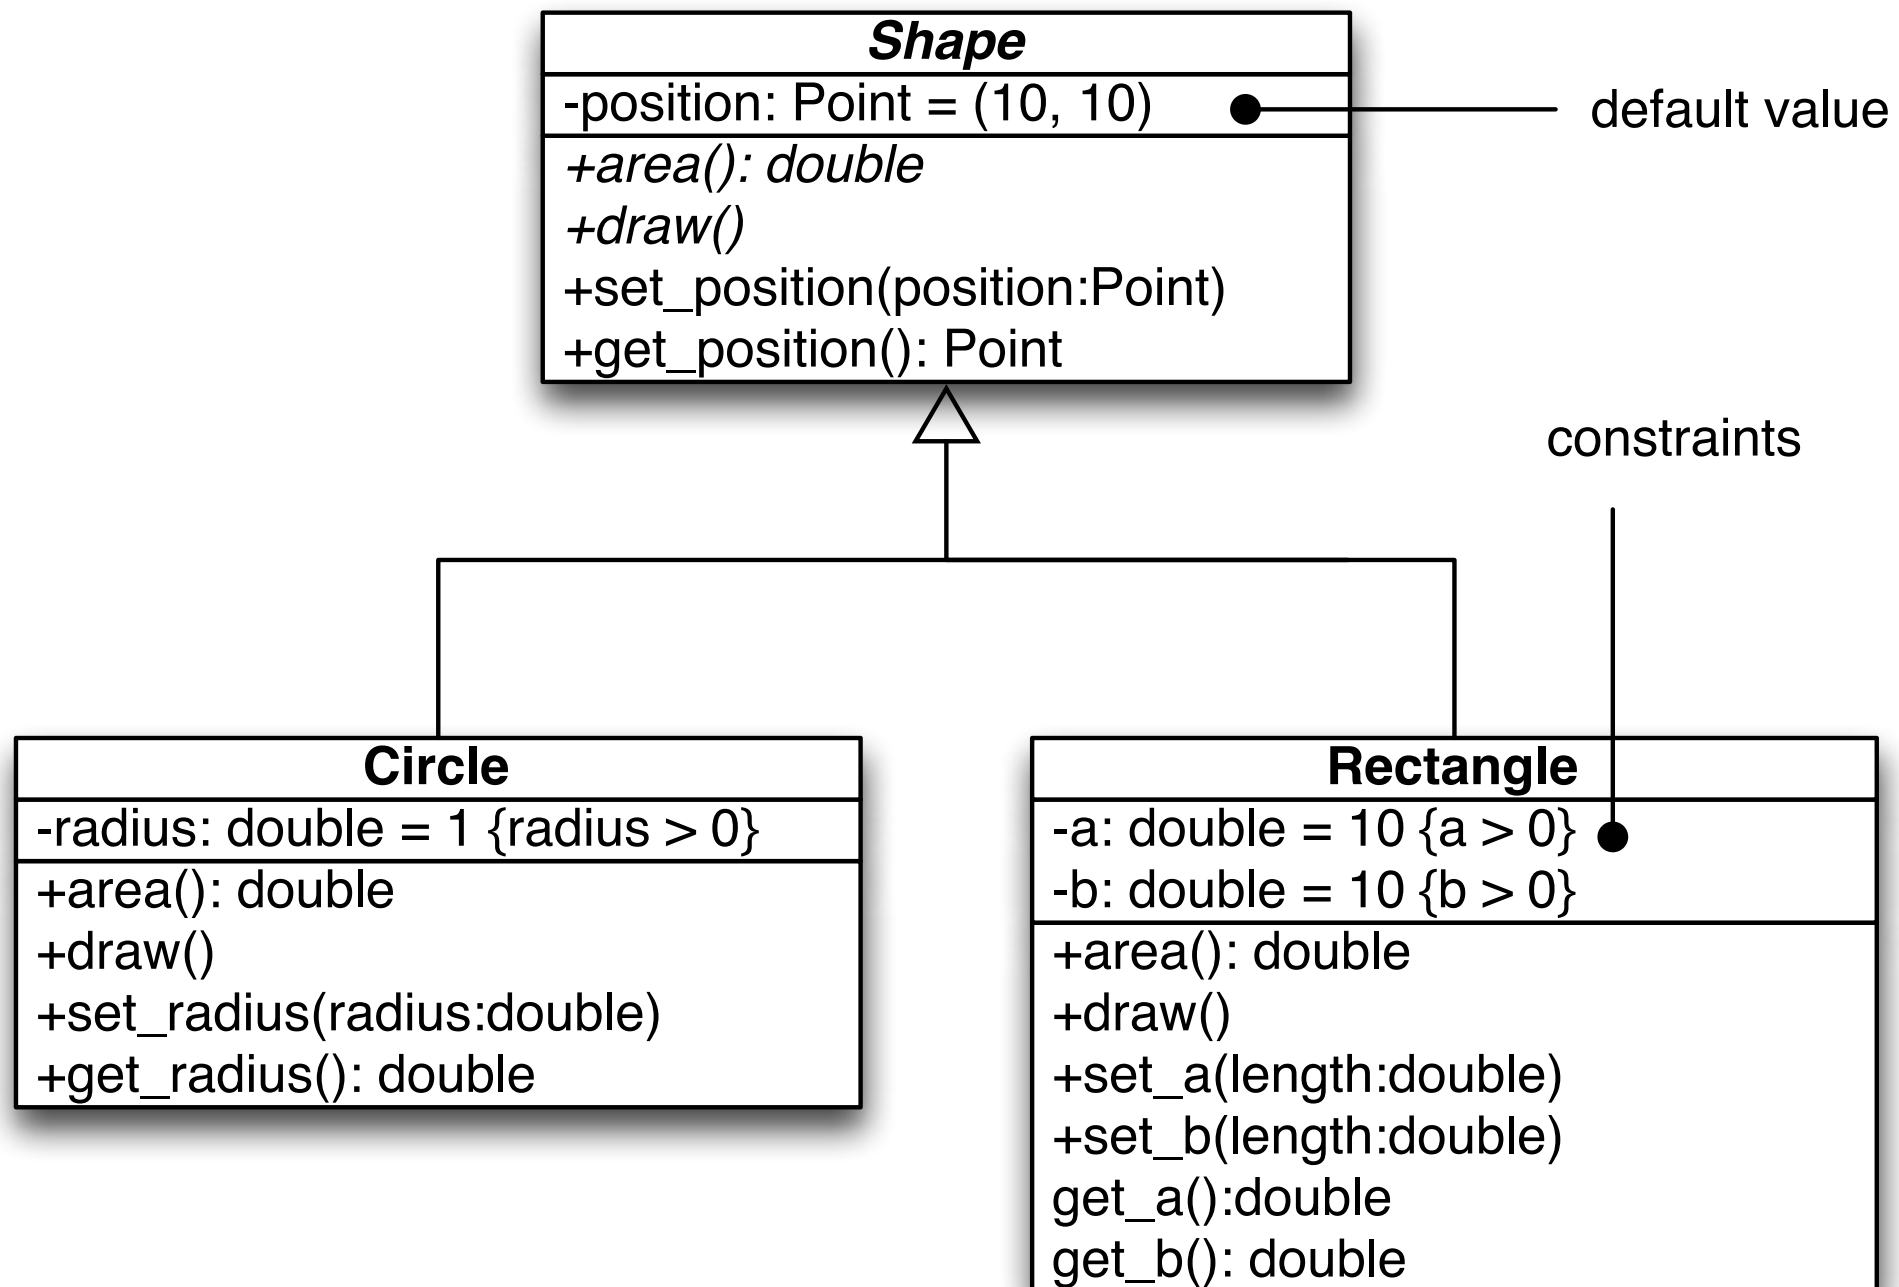 Shape
-position: Point = (10, 10)
default value
+area(): double
+draw()
+set_position(position:Point)
+get_position(): Point
constraints
Circle
-radius: double = 1 {radius > 0}
+area(): double
+draw()
+set_radius(radius:double)
+get_radius(): double
Rectangle
-a: double = 10 {a > 0}
-b: double = 10 {b > 0}
+area(): double
+draw()
+set_a(length:double)
+set_b(length:double)
get_a():double
get_b(): double